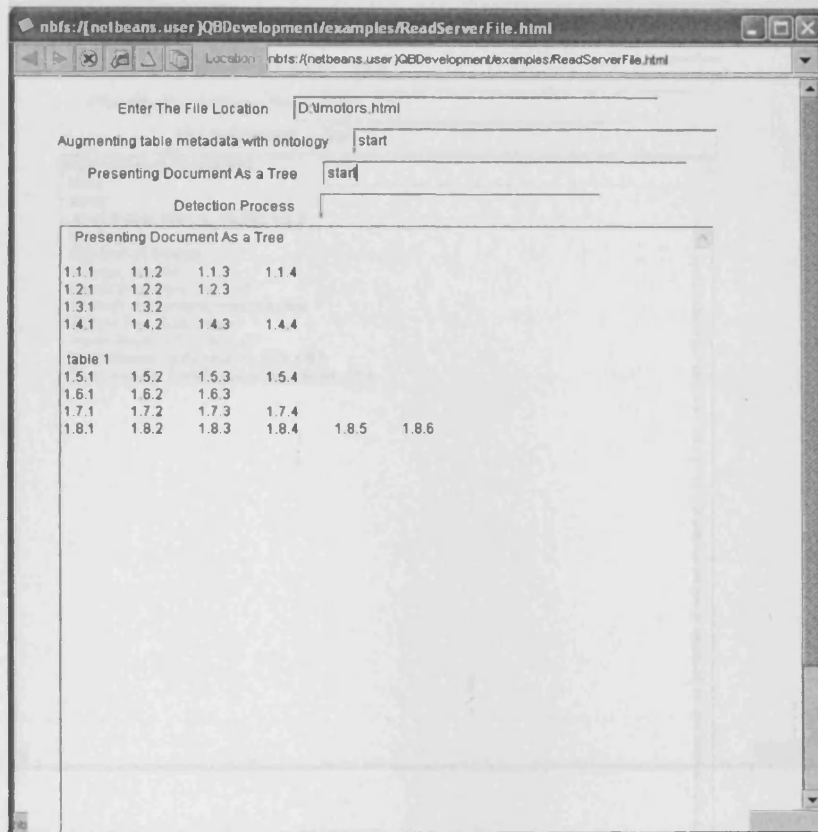 nbfs:/{netbeans.user}QBDevelopment/examples/ReadServerFile.html
Location nbfs:/{netbeans.user}QBDevelopment/examples/ReadServerFile.html
Enter The File Location D:\lmotors.html
Augmenting table metadata with ontology start
Presenting Document As a Tree start
Detection Process
Presenting Document As a Tree
1.1.1 1.1.2 1.1.3 1.1.4
1.2.1 1.2.2 1.2.3
1.3.1 1.3.2
1.4.1 1.4.2 1.4.3 1.4.4
table 1
1.5.1 1.5.2 1.5.3 1.5.4
1.6.1 1.6.2 1.6.3
1.7.1 1.7.2 1.7.3 1.7.4
1.8.1 1.8.2 1.8.3 1.8.4 1.8.5 1.8.6